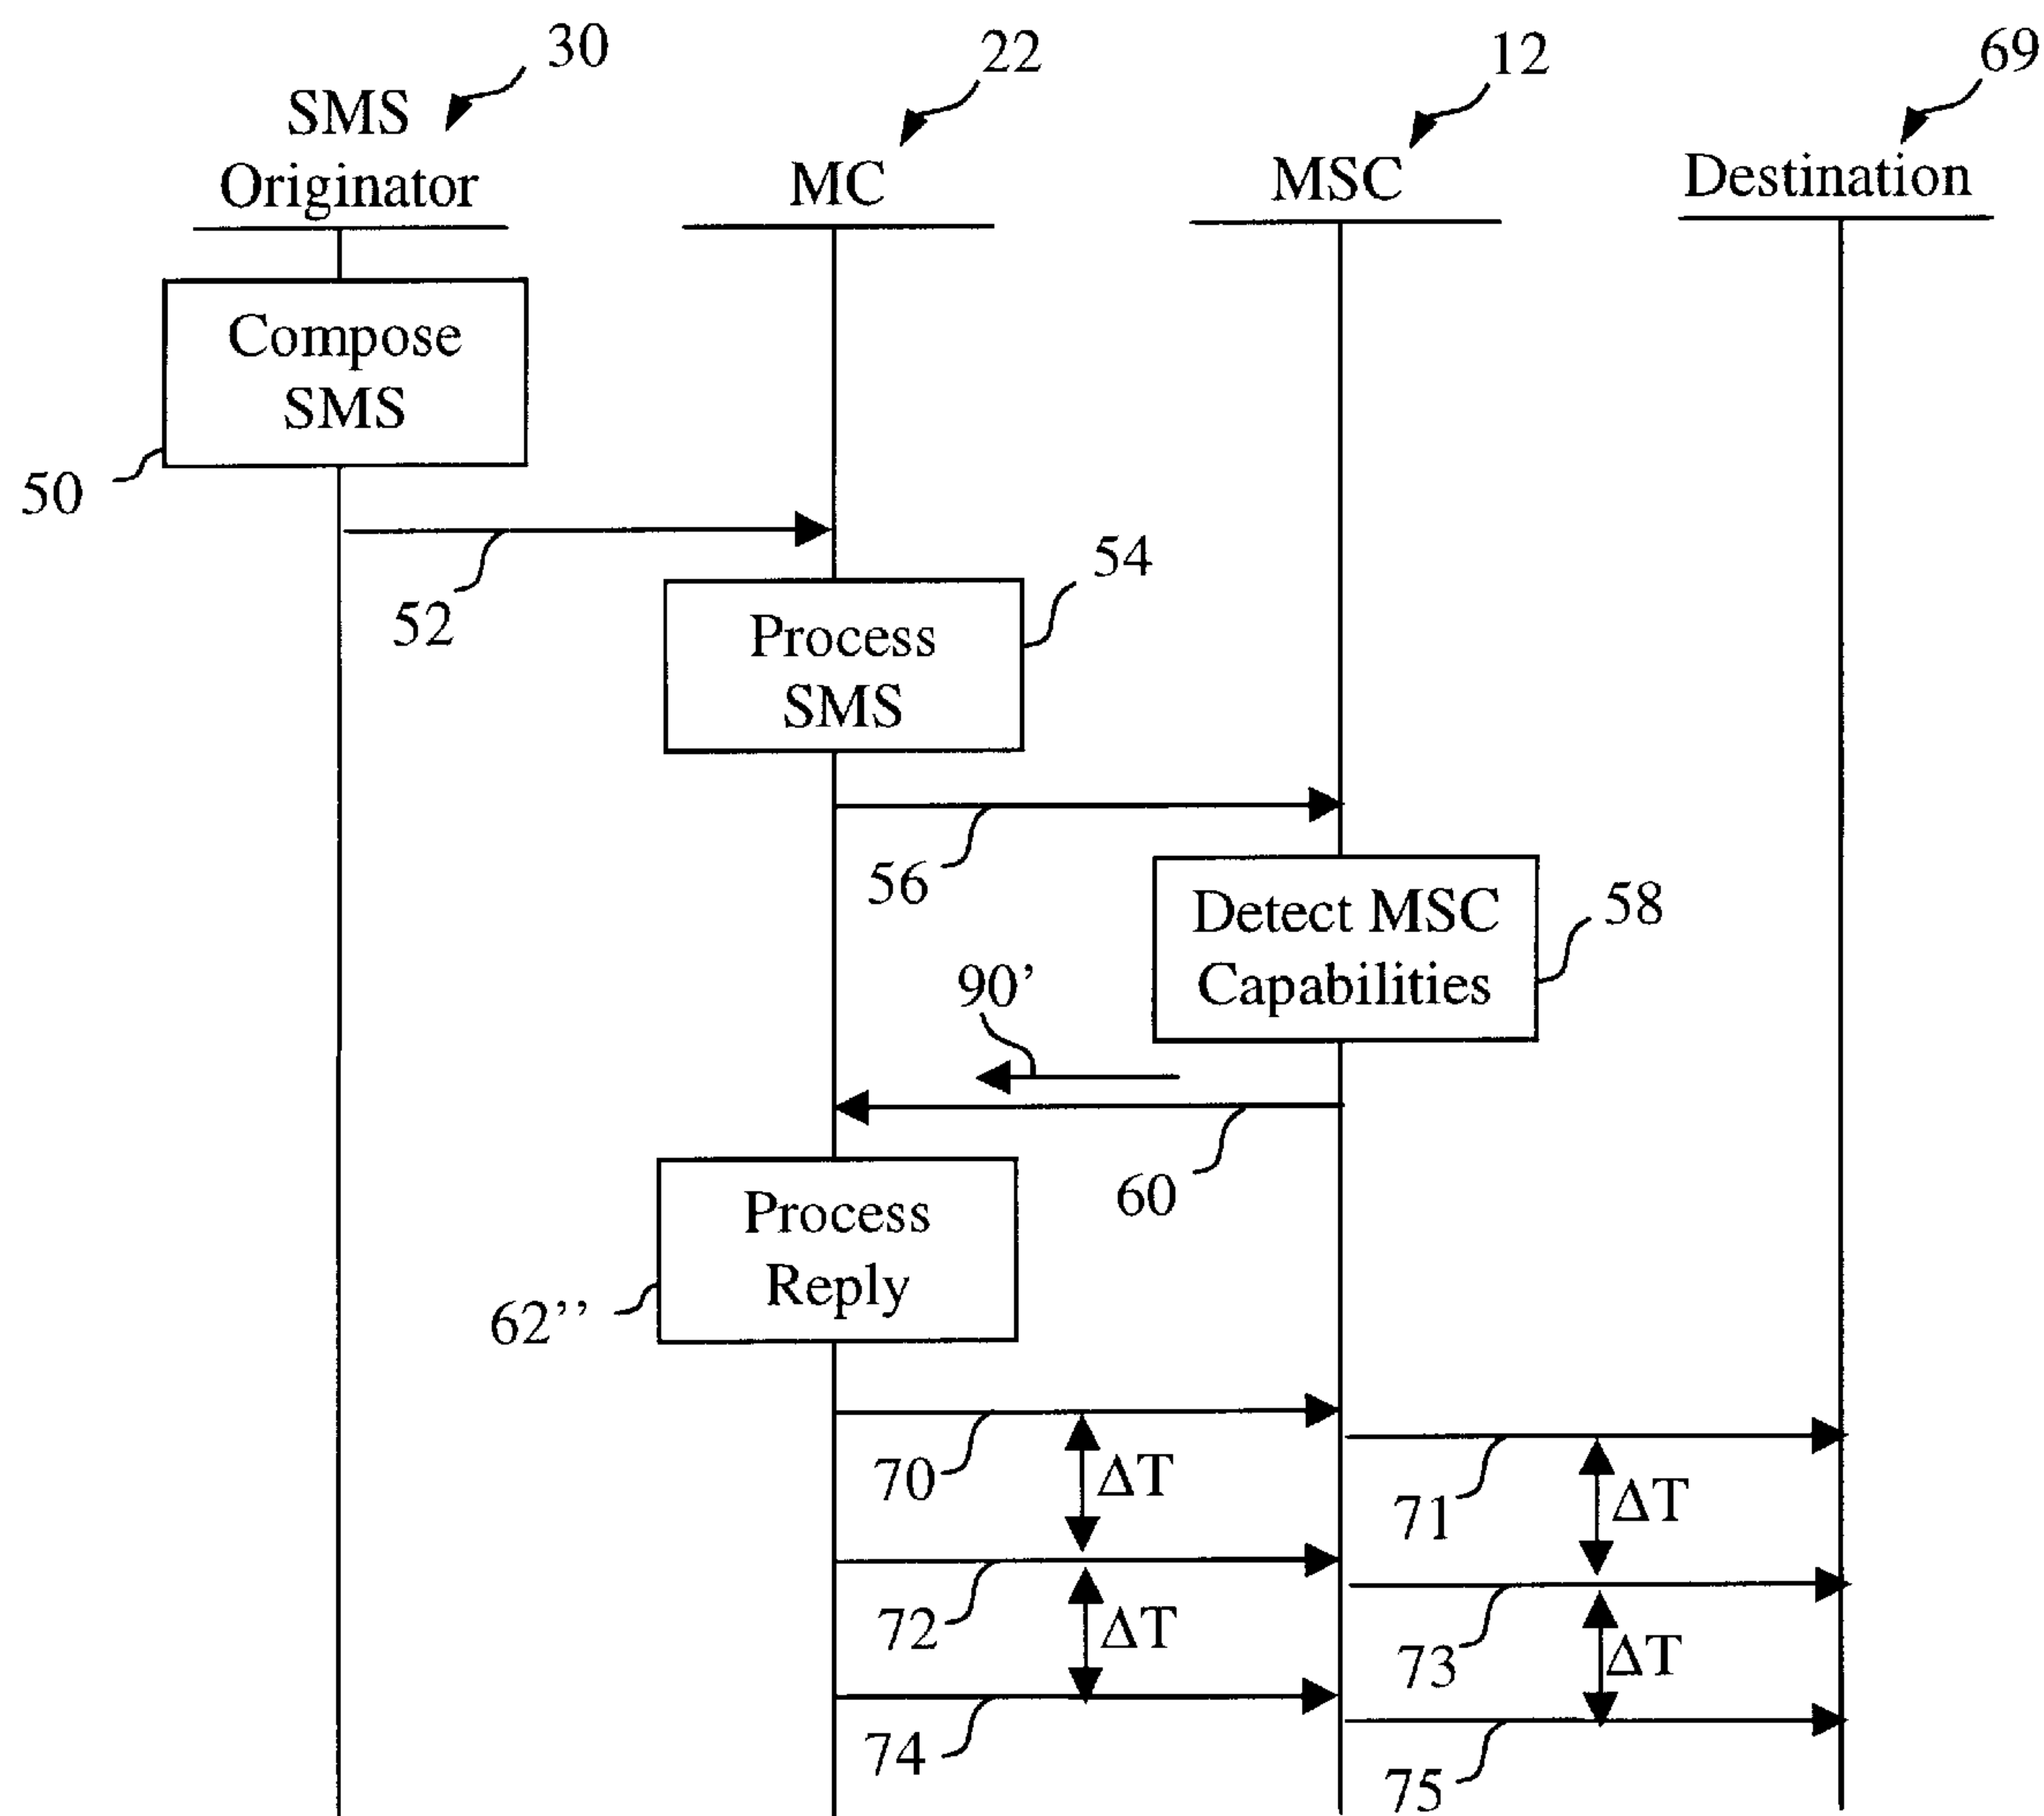 30
22
12
69
SMS
Originator
MC
MSC
Destination
Compose
SMS
50
52
54
Process
SMS
56
Detect MSC
Capabilities
58
90’
60
Process
Reply
62’’
70
ΔT
71
ΔT
72
ΔT
73
ΔT
74
75